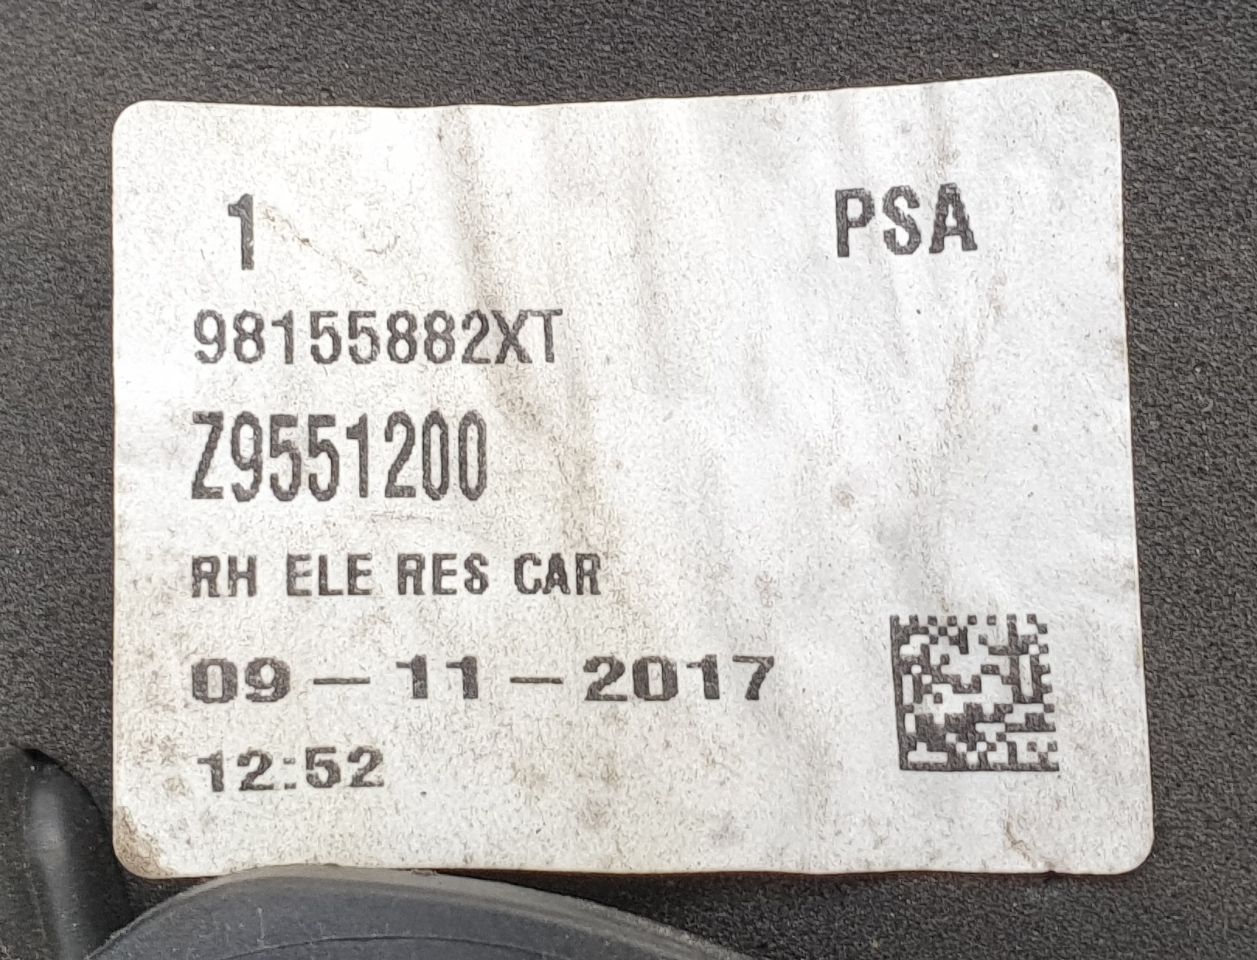 1 PSA
98155882XT
Z9551200
RH ELE RES CAR
09-11-2017
12:52